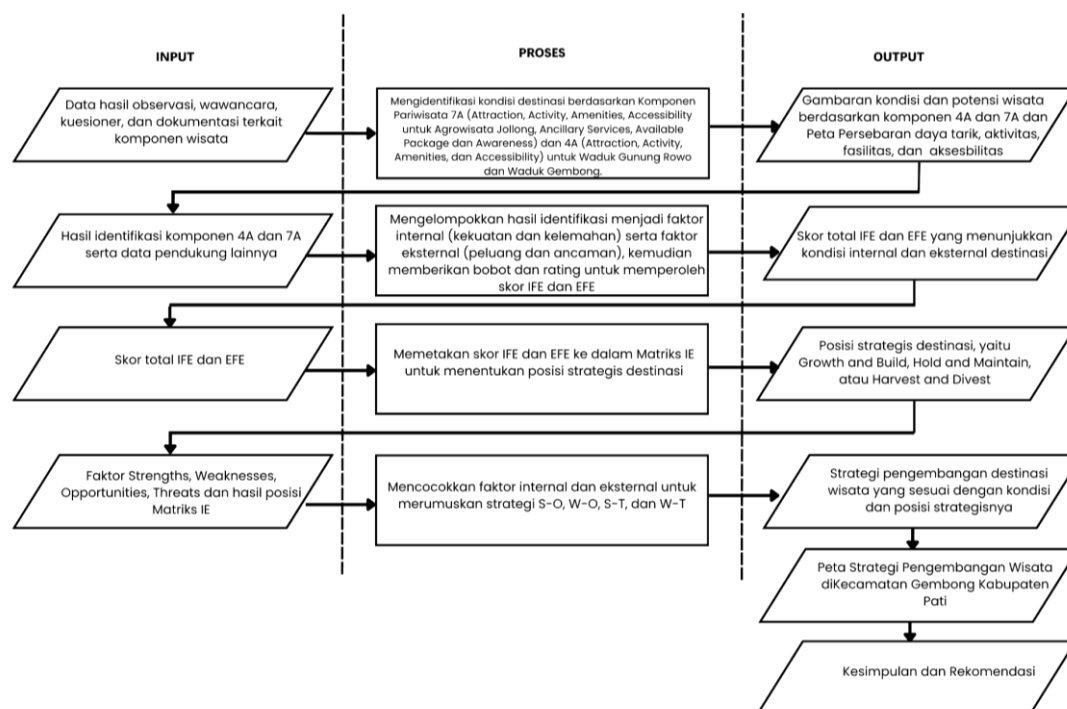 INPUT
PROSES
OUTPUT
Data hasil observasi, wawancara,
kuesioner, dan dokumentasi terkait
komponen wisata
Mengidentifikasi kondisi destinasi berdasarkan Komponen
Pariwisata 7A (Attraction, Activity, Amenities, Accessibility
untuk Agrowisata Jollong, Ancillary Services, Available
Package dan Awareness) dan 4A (Attraction, Activity,
Amenities, dan Accessibility) untuk Waduk Gunung Rowo
dan Waduk Gembong.
Gambaran kondisi dan potensi wisata
berdasarkan komponen 4A dan 7A dan
Peta Persebaran daya tarik, aktivitas,
fasilitas, dan aksesbilitas
Hasil identifikasi komponen 4A dan 7A
serta data pendukung lainnya
Mengelompokkan hasil identifikasi menjadi faktor
internal (kekuatan dan kelemahan) serta faktor
eksternal (peluang dan ancaman), kemudian
memberikan bobot dan rating untuk memperoleh
skor IFE dan EFE
Skor total IFE dan EFE yang menunjukkan
kondisi internal dan eksternal destinasi
Skor total IFE dan EFE
Memetakan skor IFE dan EFE ke dalam Matriks IE
untuk menentukan posisi strategis destinasi
Posisi strategis destinasi, yaitu
Growth and Build, Hold and Maintain,
atau Harvest and Divest
Faktor Strengths, Weaknesses,
Opportunities, Threats dan hasil posisi
Matriks IE
Mencocokkan faktor internal dan eksternal untuk
merumuskan strategi S-O, W-O, S-T, dan W-T
Strategi pengembangan destinasi
wisata yang sesuai dengan kondisi
dan posisi strategisnya
Peta Strategi Pengembangan Wisata
diKecamatan Gembong Kabupaten
Pati
Kesimpulan dan Rekomendasi